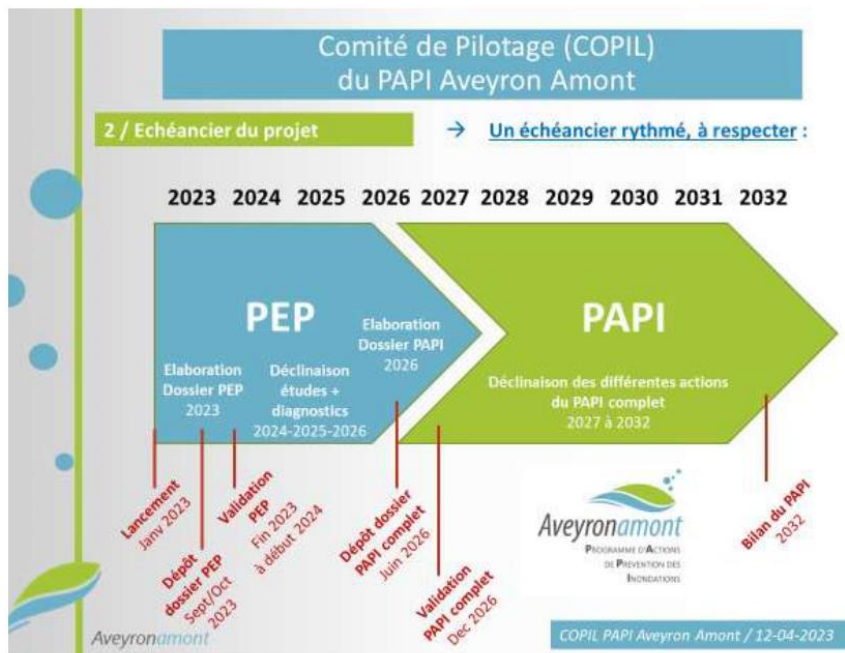 Comité de Pilotage (COPIL)
du PAPI Aveyron Amont
2 / Echéancier du projet
→ Un échéancier rythmé, à respecter :
2023 2024 2025 2026 2027 2028 2029 2030 2031 2032
PEP
Elaboration
Dossier PEP
2023
Déclinaison
études +
diagnostics
2024-2025-2026
Elaboration
Dossier PAPI
2026
PAPI
Déclinaison des différentes actions
du PAPI complet
2027 à 2032
Lancement
Janv 2023
Dépôt
dossier PEP
Sept/Oct
2023
Validation
PEP
Fin 2023
à début 2024
Dépôt dossier
PAPI complet
Juin 2026
Validation
PAPI complet
Dec 2026
Bilan du PAPI
2032
Aveyronamont
PROGRAMME D'ACTIONS
DE PRÉVENTION DES
INONDATIONS
Aveyronamont
COPIL PAPI Aveyron Amont / 12-04-2023